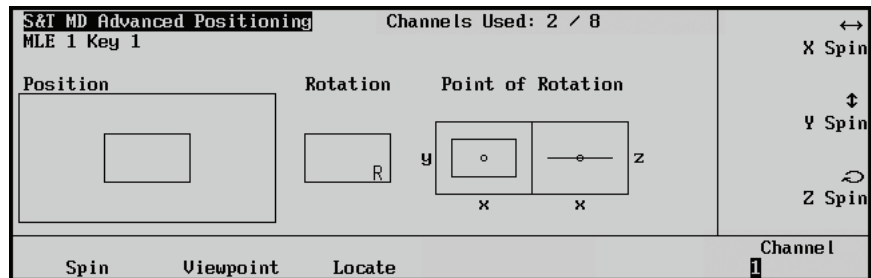 S&T MD Advanced Positioning Channels Used: 2 / 8
MLE 1 Key 1
X Spin
Position Rotation Point of Rotation
Y Spin
R y z
x x
Z Spin
Channel
Spin Viewpoint Locate 1